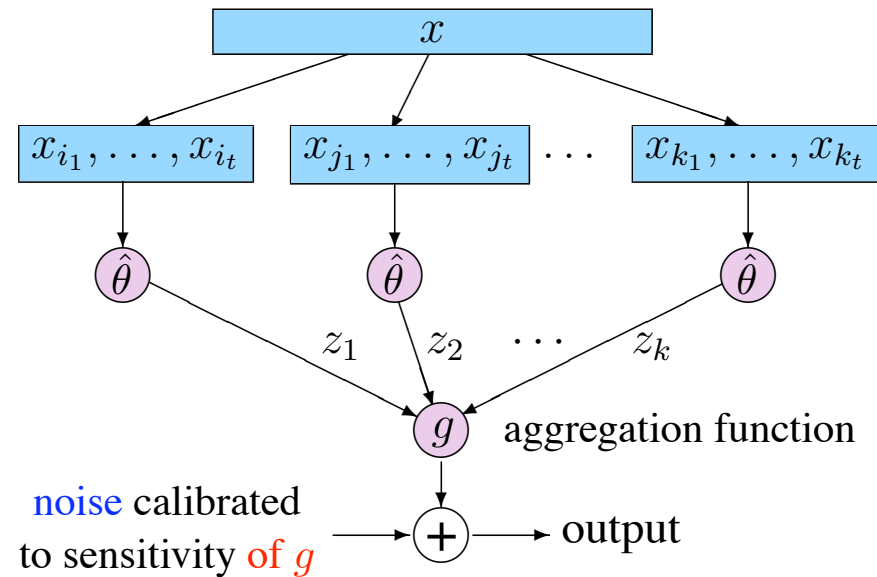 x
x_{i_1}, . . . , x_{i_t} x_{j_1}, . . . , x_{j_t} . . . x_{k_1}, . . . , x_{k_t}
θ̂ θ̂ θ̂
z_1 z_2 · · · z_k
g aggregation function
noise calibrated
to sensitivity of g
+ output